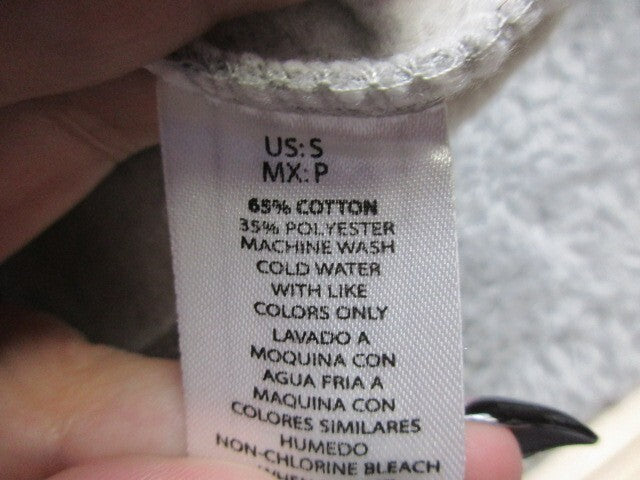 US: S
MX: P
65% COTTON
35% POLYESTER
MACHINE WASH
COLD WATER
WITH LIKE
COLORS ONLY
LAVADO A
MOQUINA CON
AGUA FRIA A
MAQUINA CON
COLORES SIMILARES
HUMEDO
NON-CHLORINE BLEACH